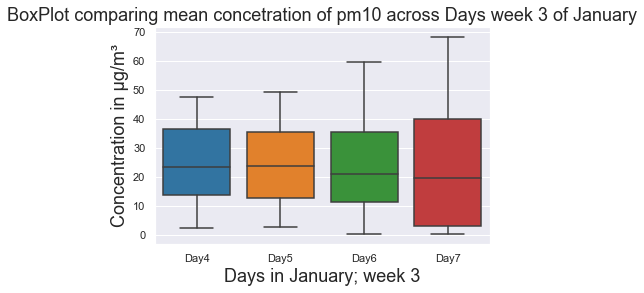 BoxPlot comparing mean concetration of pm10 across Days week 3 of January
Concentration in µg/m³
70
60
50
40
30
20
10
0
Day4 Day5 Day6 Day7
Days in January; week 3